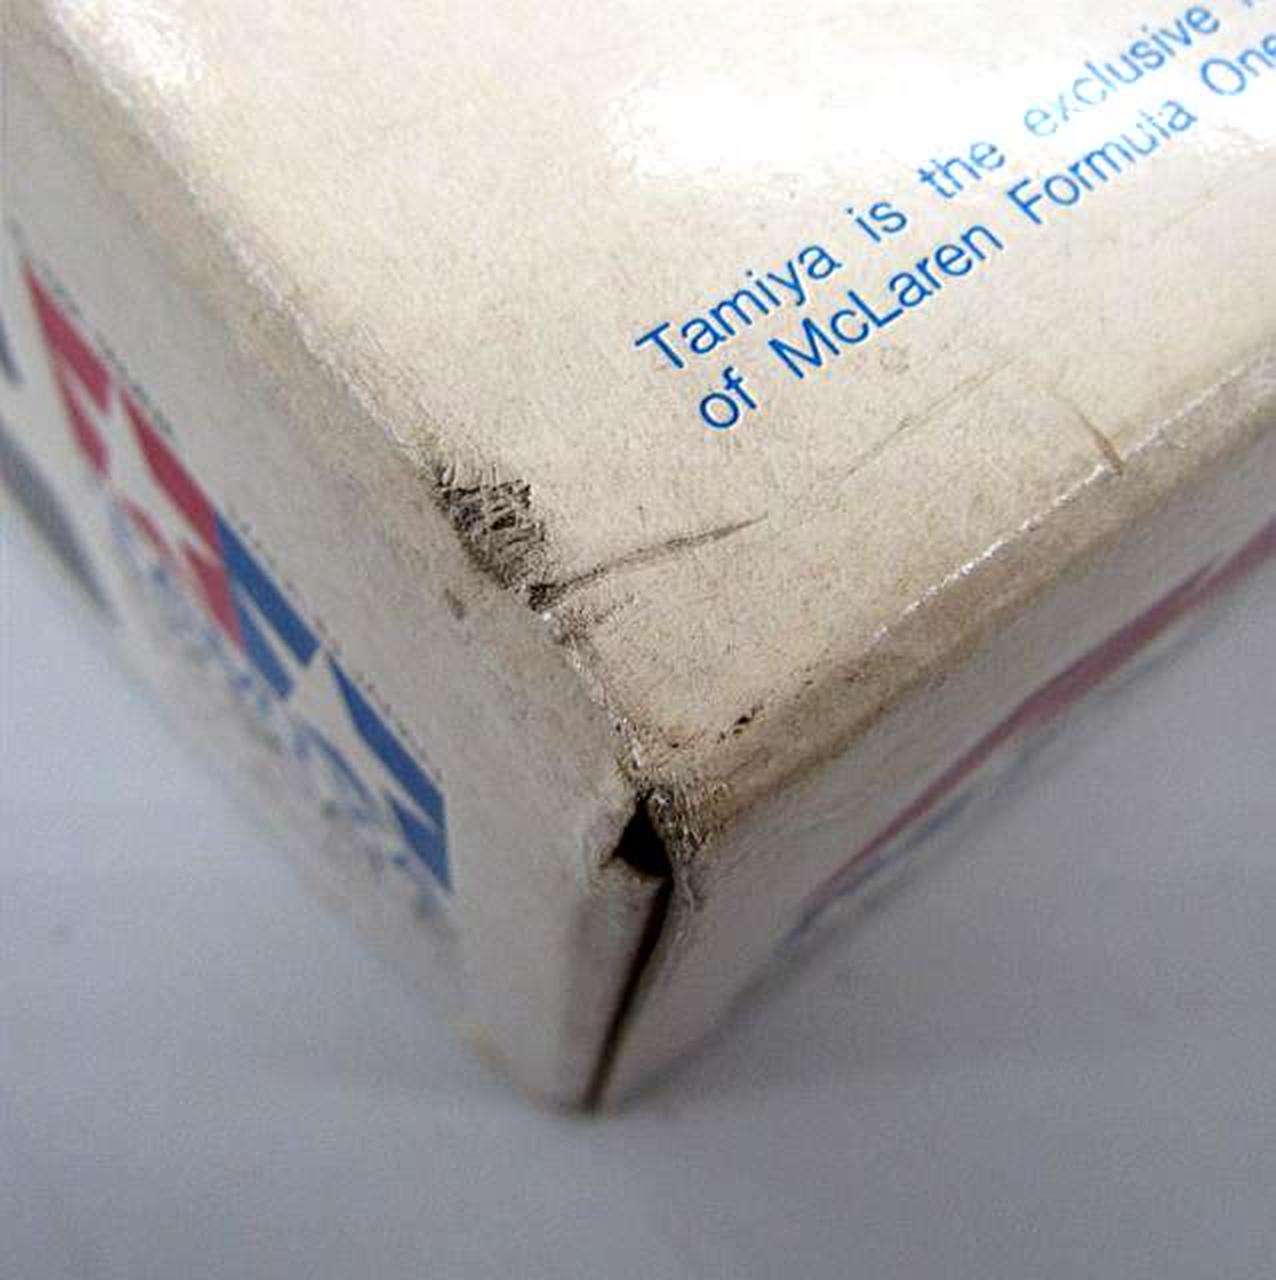 Tamiya is the exclusive
of McLaren Formula One